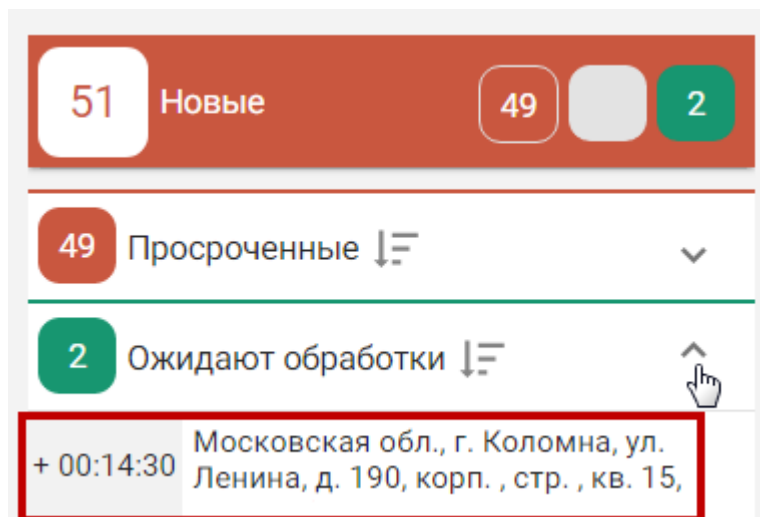 51 Новые 49 2
49 Просроченные
2 Ожидают обработки
+ 00:14:30 Московская обл., г. Коломна, ул.
Ленина, д. 190, корп. , стр. , кв. 15,